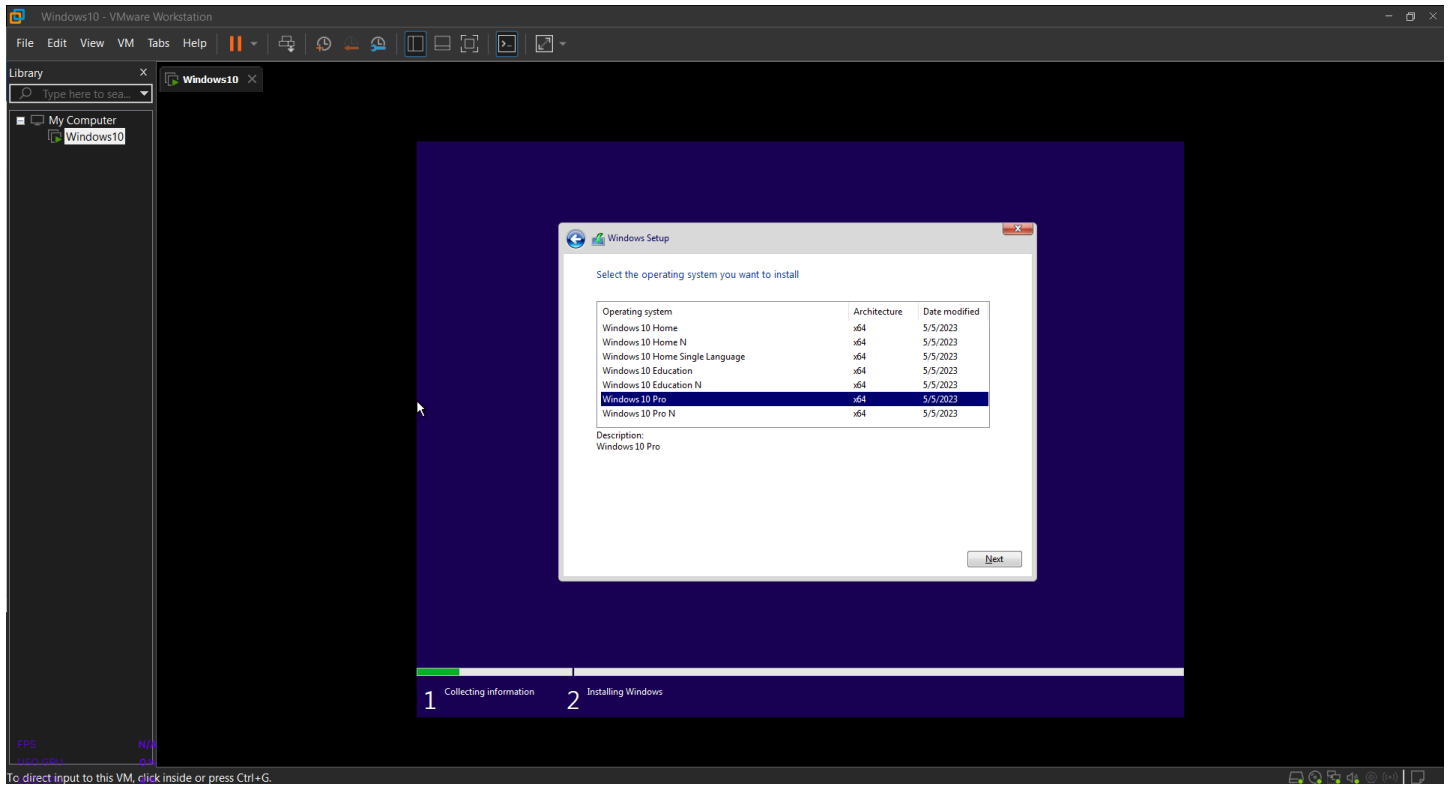 Windows10 - VMware Workstation
File Edit View VM Tabs Help
Library X
Type here to sea...
Windows10
My Computer
Windows10
Windows Setup
Select the operating system you want to install
Operating system Architecture Date modified
Windows 10 Home x64 5/5/2023
Windows 10 Home N x64 5/5/2023
Windows 10 Home Single Language x64 5/5/2023
Windows 10 Education x64 5/5/2023
Windows 10 Education N x64 5/5/2023
Windows 10 Pro x64 5/5/2023
Windows 10 Pro N x64 5/5/2023
Description:
Windows 10 Pro
Next
1 Collecting information 2 Installing Windows
FPS N/A
To direct input to this VM, click inside or press Ctrl+G.